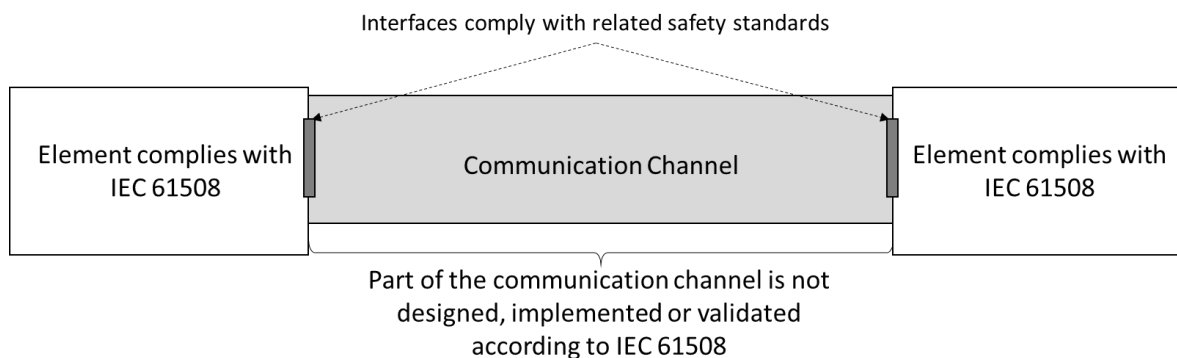 Interfaces comply with related safety standards
Element complies with
IEC 61508
Communication Channel
Element complies with
IEC 61508
Part of the communication channel is not
designed, implemented or validated
according to IEC 61508